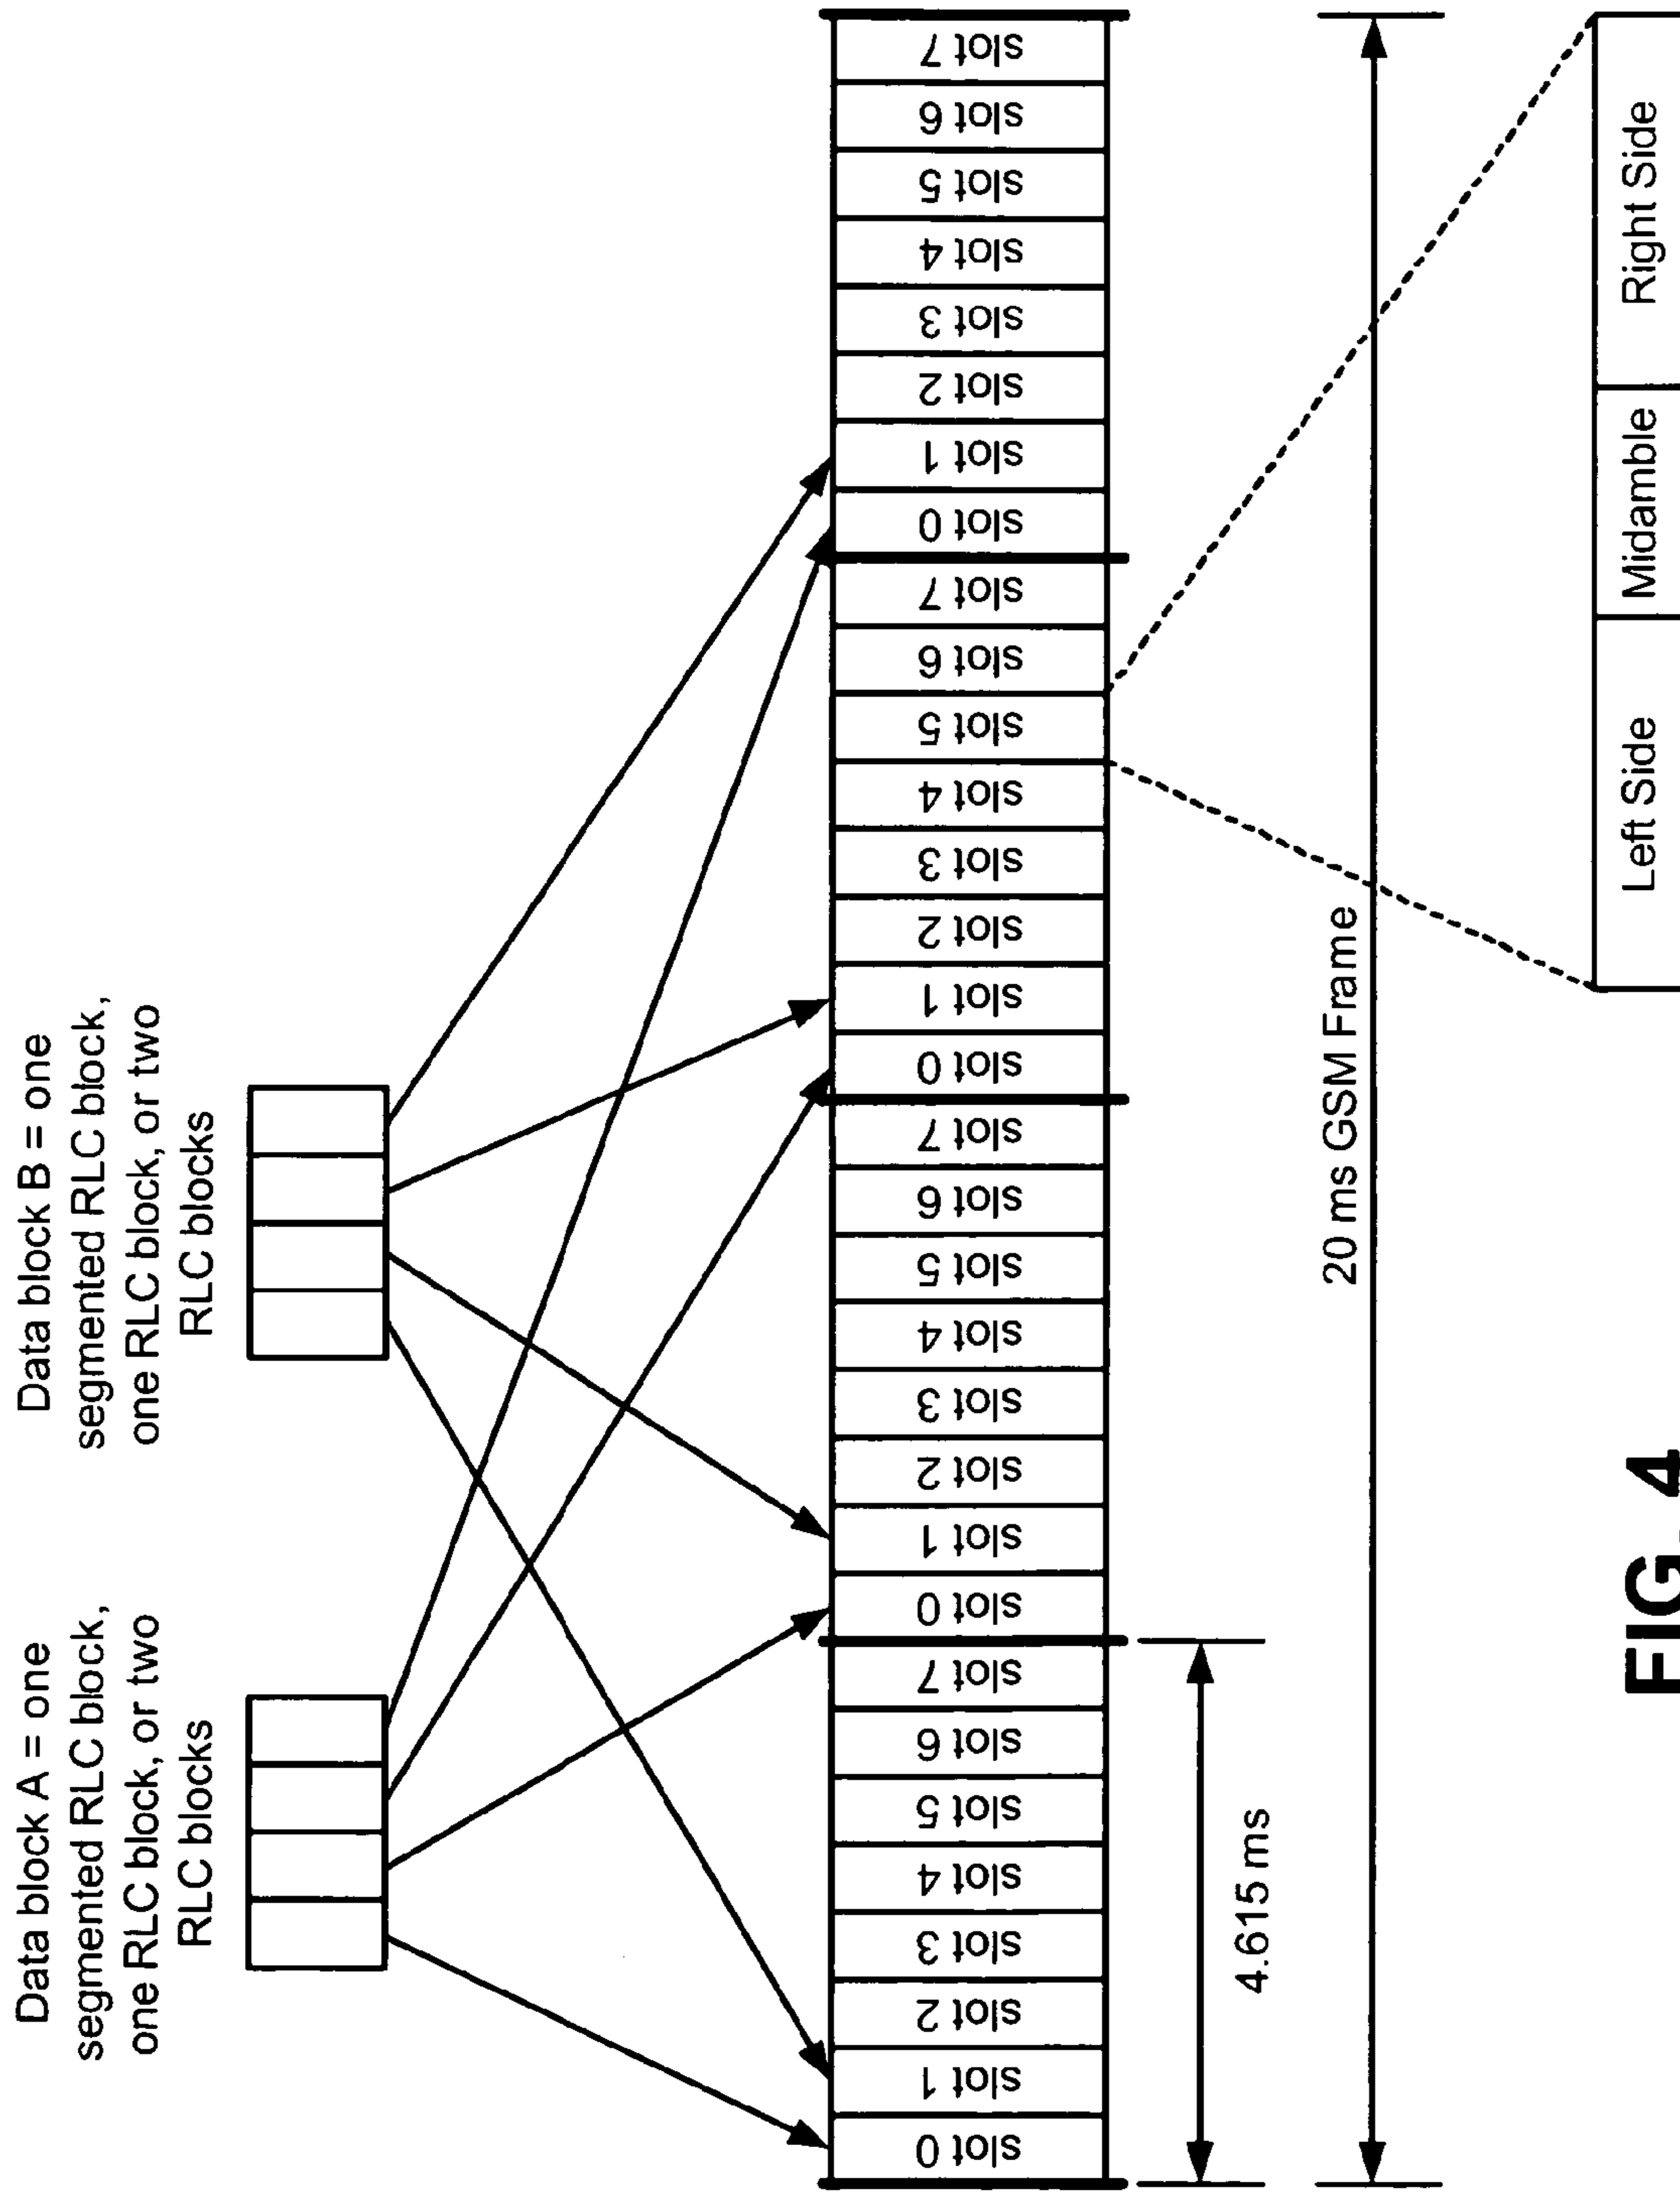 Data block A = one
segmented RLC block,
one RLC block, or two
RLC blocks
Data block B = one
segmented RLC block,
one RLC block, or two
RLC blocks
slot 0
slot 1
slot 2
slot 3
slot 4
slot 5
slot 6
slot 7
slot 0
slot 1
slot 2
slot 3
slot 4
slot 5
slot 6
slot 7
slot 0
slot 1
slot 2
slot 3
slot 4
slot 5
slot 6
slot 7
slot 0
slot 1
slot 2
slot 3
slot 4
slot 5
slot 6
slot 7
4.615 ms
20 ms GSM Frame
Left Side
Midamble
Right Side
FIG. 4